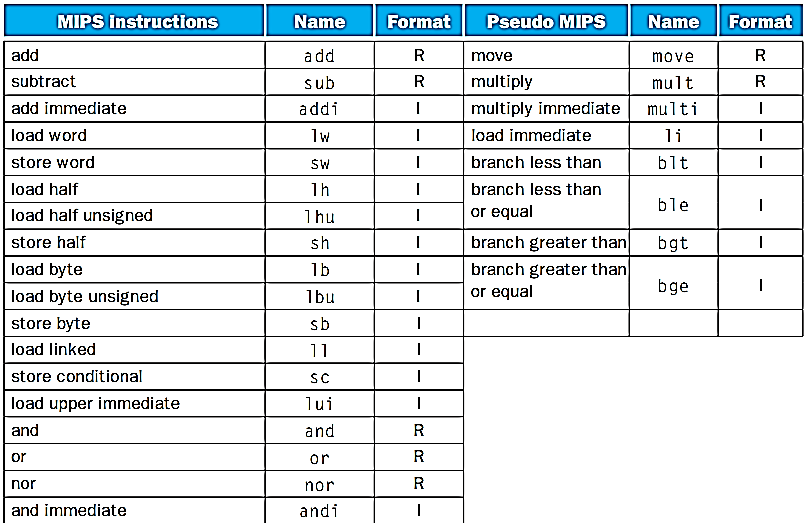 MIPS Instructions Name Format Pseudo MIPS Name Format
add add R move move R
subtract sub R multiply mult R
add immediate addi I multiply immediate multi I
load word lw I load immediate li I
store word sw I branch less than blt I
load half lh I branch less than
or equal ble I
load half unsigned lhu I
store half sh I branch greater than bgt I
load byte lb I branch greater than
or equal bge I
load byte unsigned lbu I
store byte sb I
load linked ll I
store conditional sc I
load upper immediate lui I
and and R
or or R
nor nor R
and immediate andi I